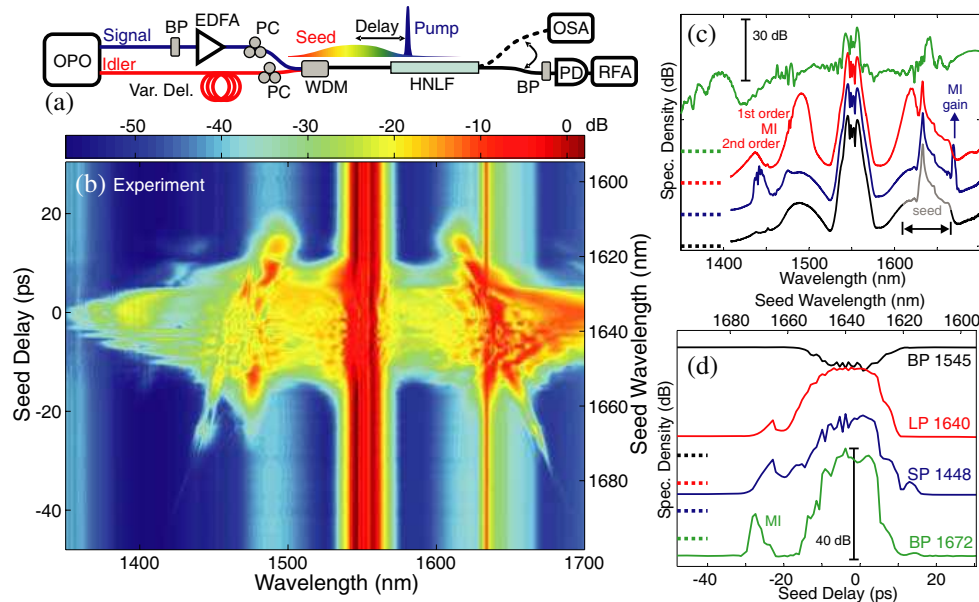 Signal
BP
EDFA
PC
Seed
Delay
Pump
OSA
OPO
Idler
Var. Del.
PC
WDM
HNLF
BP
PD
RFA
(a)
-50 -40 -30 -20 -10 0 dB
(b) Experiment
Seed Delay (ps)
20
0
-20
-40
1400 1500 1600 1700
Wavelength (nm)
1600
1620
1640
1660
1680
Seed Wavelength (nm)
(c)
30 dB
Spec. Density (dB)
1st order
MI
2nd order
MI
gain
seed
1400 1500 1600
1350 1450
Wavelength (nm)
Seed Wavelength (nm)
1680 1660 1640 1620 1600
(d)
BP 1545
LP 1640
SP 1448
BP 1672
MI
40 dB
Spec. Density (dB)
-40 -20 0 20
Seed Delay (ps)